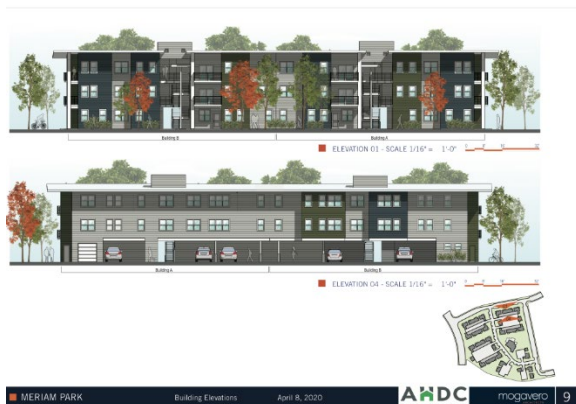 Building B
Building A
ELEVATION 01 - SCALE 1/16" = 1'-0"
Building A
Building B
ELEVATION 04 - SCALE 1/16" = 1'-0"
MERIAM PARK
Building Elevations
April 8, 2020
AHDC
mogavero
9